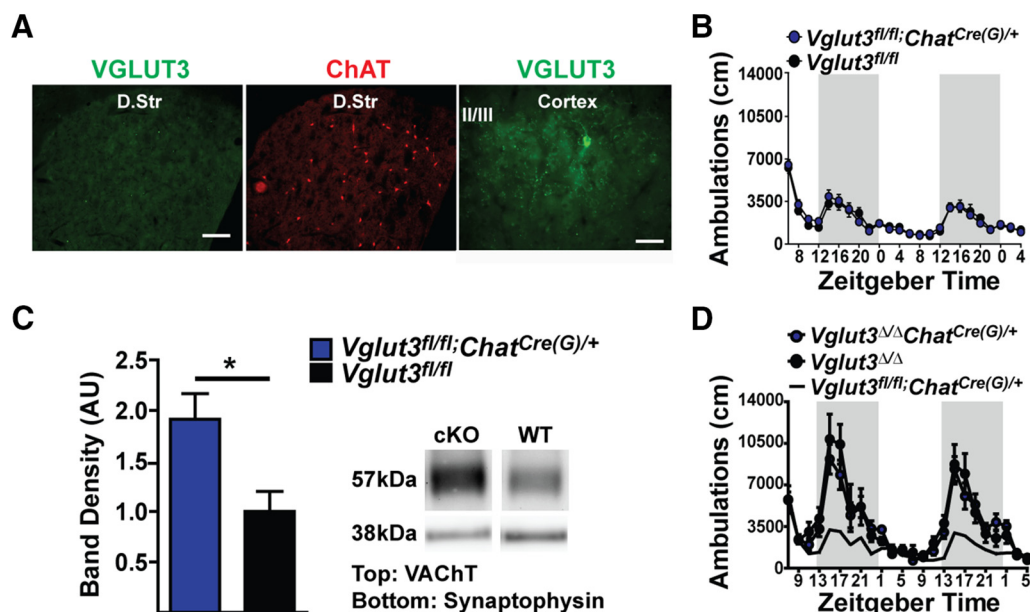 A
VGLUT3
ChAT
VGLUT3
D.Str
D.Str
Cortex
II/III
B
Vglut3fl/fl;ChatCre(G)/+
Vglut3fl/fl
Ambulations (cm)
14000
10500
7000
3500
0
8 12 16 20 0 4 8 12 16 20 0 4
Zeitgeber Time
C
Vglut3fl/fl;ChatCre(G)/+
Vglut3fl/fl
Band Density (AU)
2.5
2.0
1.5
1.0
0.5
*
cKO WT
57kDa
38kDa
Top: VAChT
Bottom: Synaptophysin
D
Vglut3Δ/ΔChatCre(G)/+
Vglut3Δ/Δ
Vglut3fl/fl;ChatCre(G)/+
Ambulations (cm)
14000
10500
7000
3500
0
9 13 17 21 1 5 9 13 17 21 1 5
Zeitgeber Time